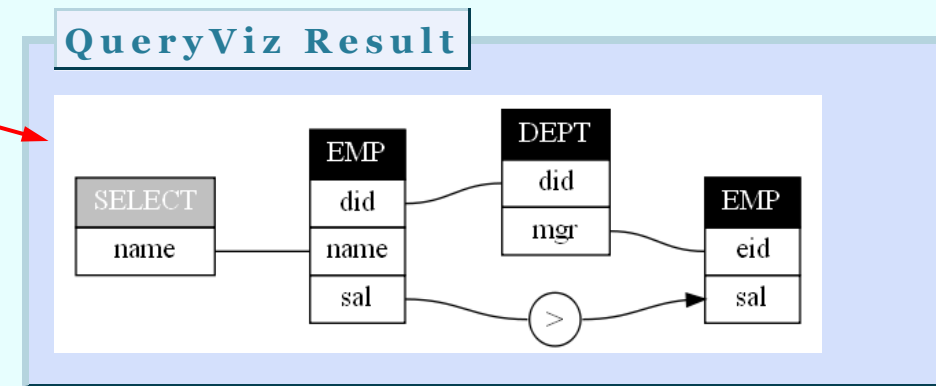 QueryViz Result
SELECT
name
EMP
did
name
sal
DEPT
did
mgr
>
EMP
eid
sal